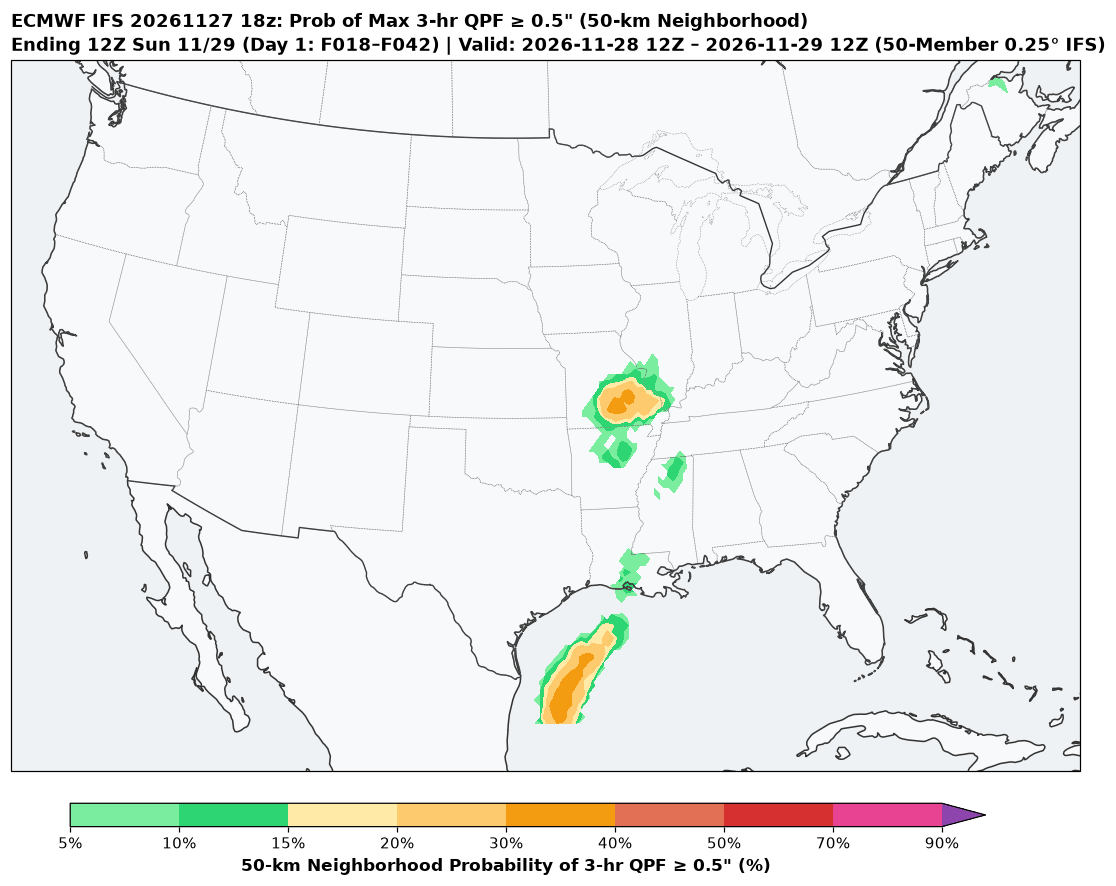 ECMWF IFS 20261127 18z: Prob of Max 3-hr QPF ≥ 0.5" (50-km Neighborhood)
Ending 12Z Sun 11/29 (Day 1: F018–F042) | Valid: 2026-11-28 12Z – 2026-11-29 12Z (50-Member 0.25° IFS)
5% 10% 15% 20% 30% 40% 50% 70% 90%
50-km Neighborhood Probability of 3-hr QPF ≥ 0.5" (%)